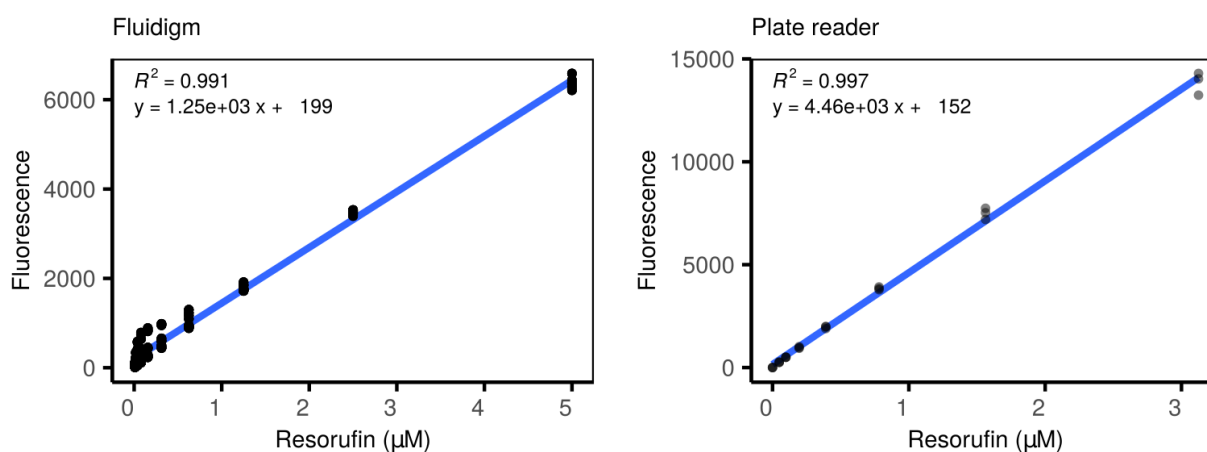 Fluidigm
R² = 0.991
y = 1.25e+03 x + 199
Fluorescence
6000
4000
2000
0
0 1 2 3 4 5
Resorufin (µM)
Plate reader
R² = 0.997
y = 4.46e+03 x + 152
Fluorescence
15000
10000
5000
0
0 1 2 3
Resorufin (µM)